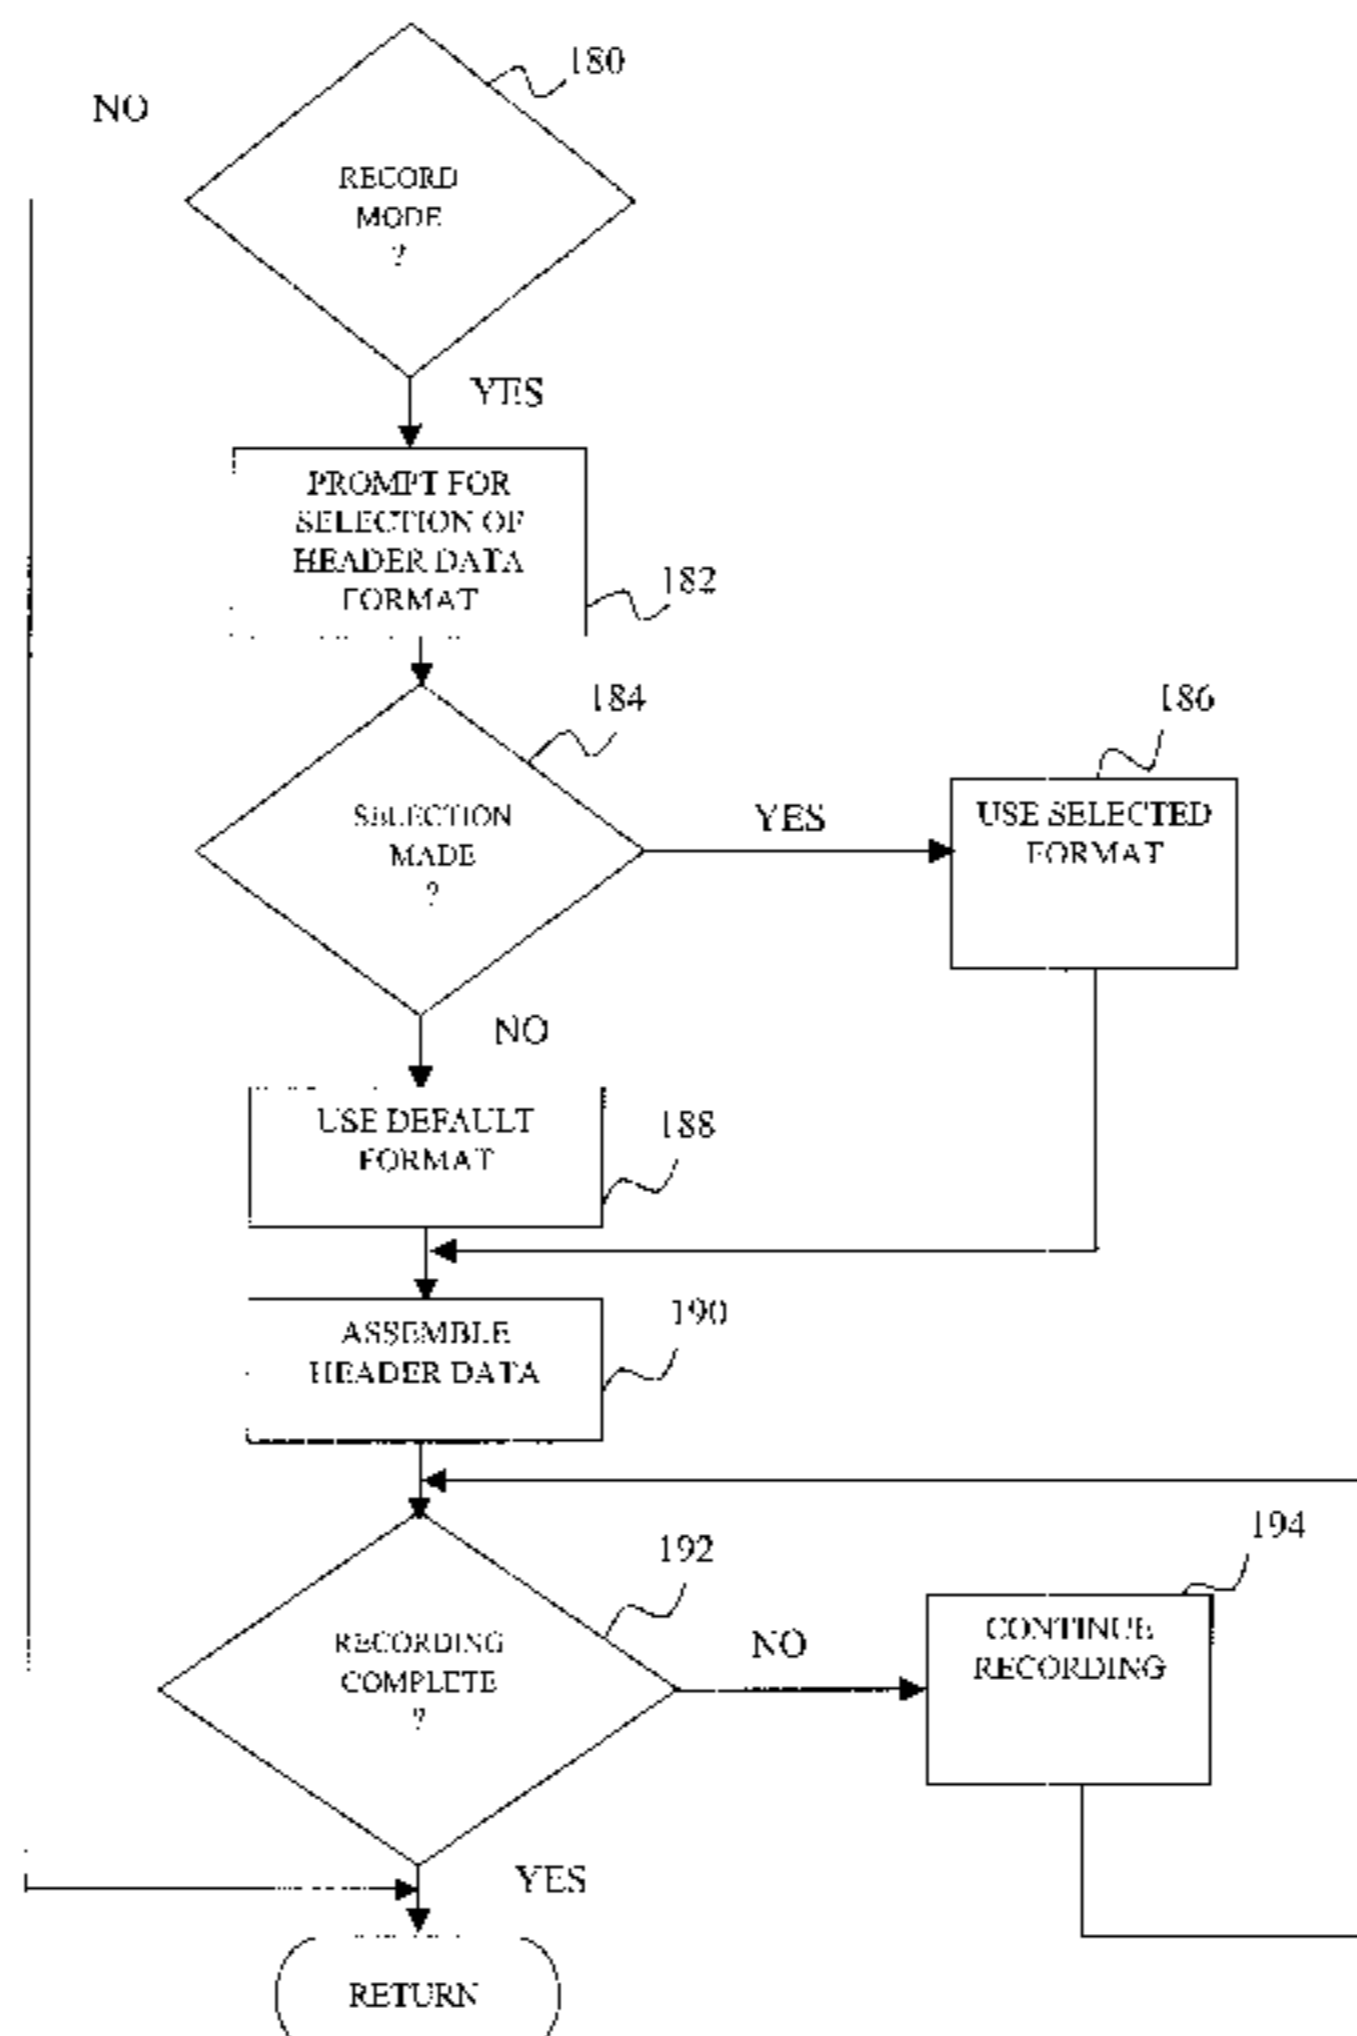 180
NO
RECORD
MODE
?
YES
PROMPT FOR
SELECTION OF
HEADER DATA
FORMAT
182
184
186
SELECTION
MADE
?
YES
USE SELECTED
FORMAT
NO
USE DEFAULT
FORMAT
188
ASSEMBLE
HEADER DATA
190
192
194
RECORDING
COMPLETE
?
NO
CONTINUE
RECORDING
YES
RETURN